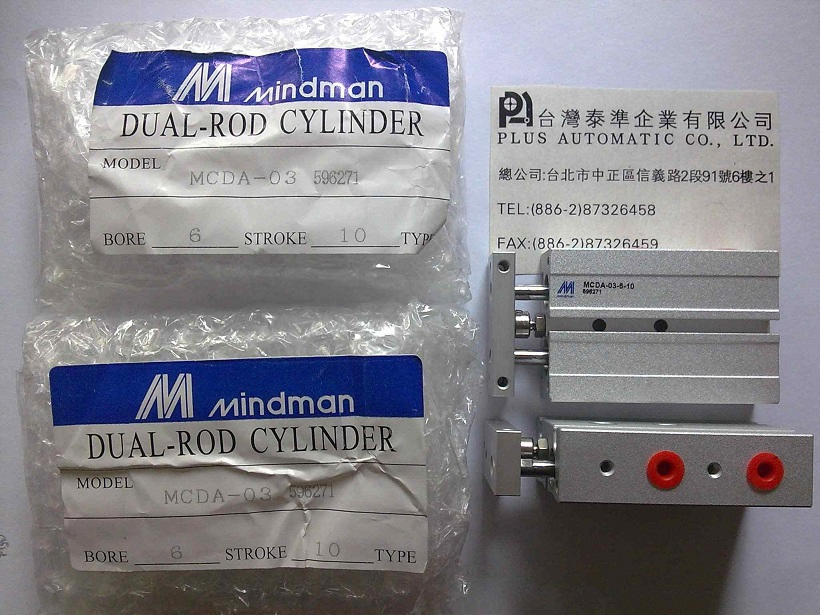 mindman
DUAL-ROD CYLINDER
MODEL MCDA-03 596271
BORE 6 STROKE 10 TYP
mindman
DUAL-ROD CYLINDER
MODEL MCDA-03 596271
BORE 6 STROKE 10 TYPE
台灣泰準企業有限公司
PLUS AUTOMATIC CO., LTD.
總公司:台北市中正區信義路2段91號6樓之1
TEL:(886-2)87326458
FAX:(886-2)87326459
mindman
MCDA-03-6-10
596271